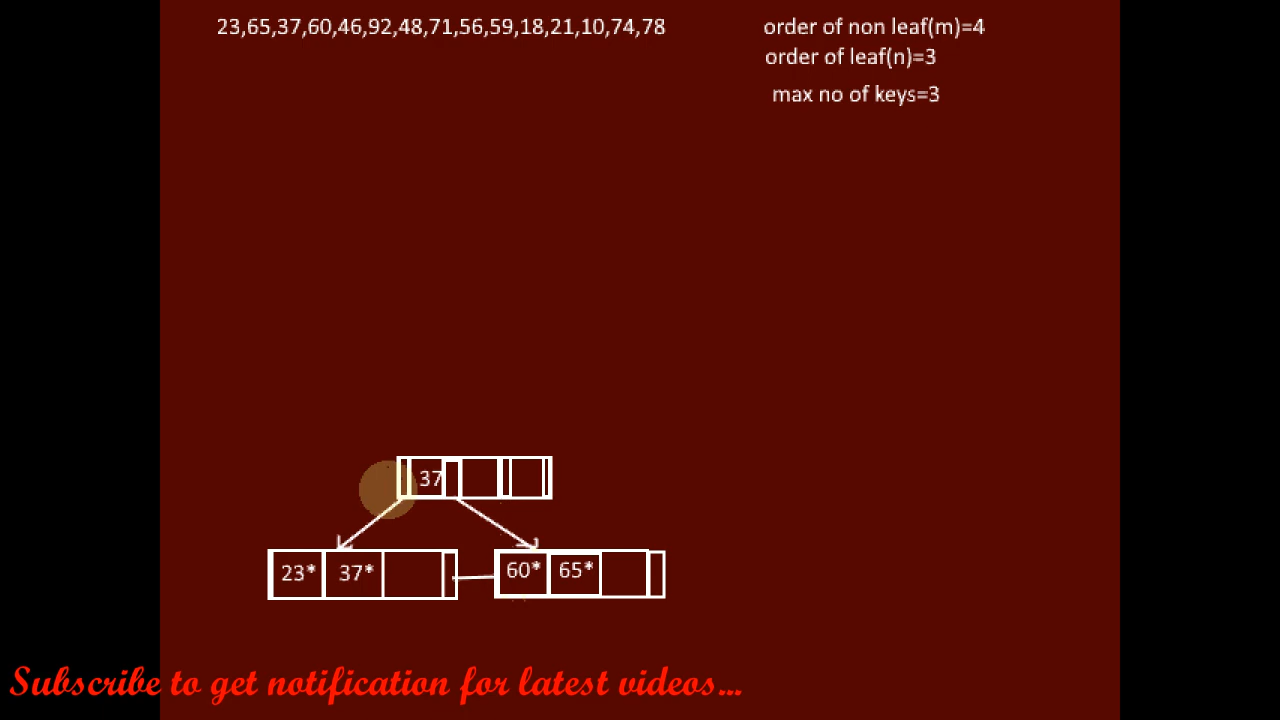 23,65,37,60,46,92,48,71,56,59,18,21,10,74,78
order of non leaf(m)=4
order of leaf(n)=3
max no of keys=3
37
23* 37* 60* 65*
Subscribe to get notification for latest videos...